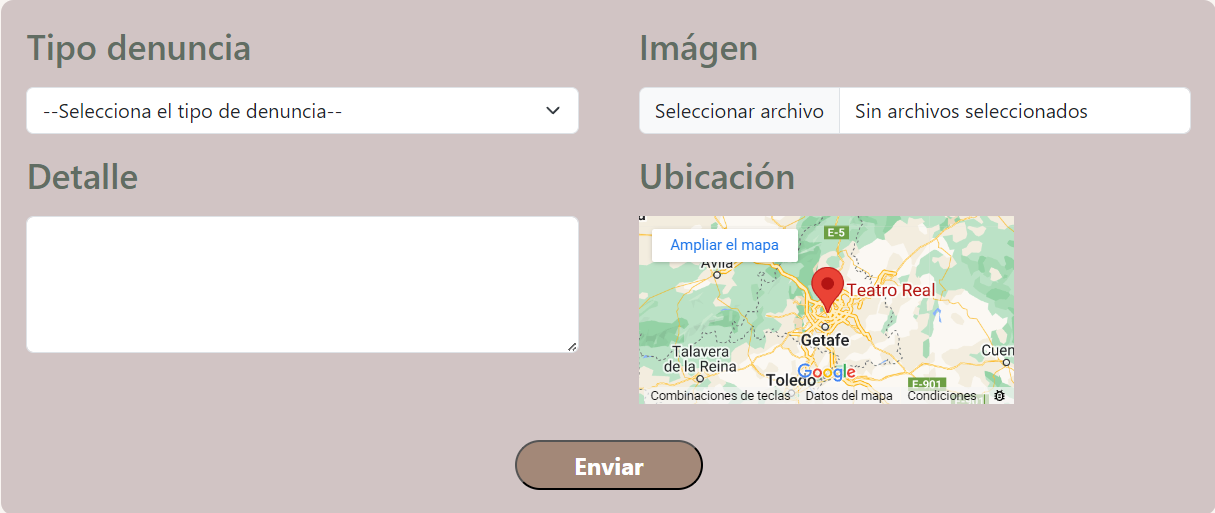 Tipo denuncia
--Selecciona el tipo de denuncia--
Detalle
Imágen
Seleccionar archivo Sin archivos seleccionados
Ubicación
E-5
Ampliar el mapa
Ávila
Teatro Real
Getafe
Talavera
de la Reina
Cuen
Toledo
Google
E-901
Combinaciones de teclas Datos del mapa Condiciones
Enviar